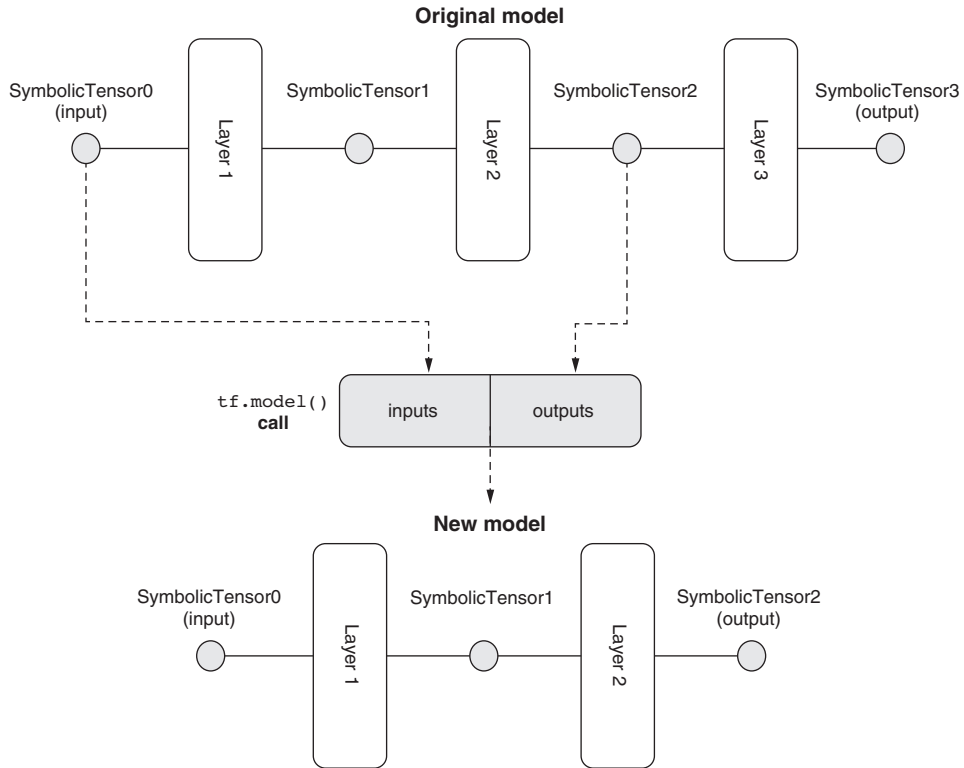 Original model
SymbolicTensor0
(input)
SymbolicTensor1
SymbolicTensor2
SymbolicTensor3
(output)
Layer 1
Layer 2
Layer 3
tf.model()
call
inputs
outputs
New model
SymbolicTensor0
(input)
SymbolicTensor1
SymbolicTensor2
(output)
Layer 1
Layer 2